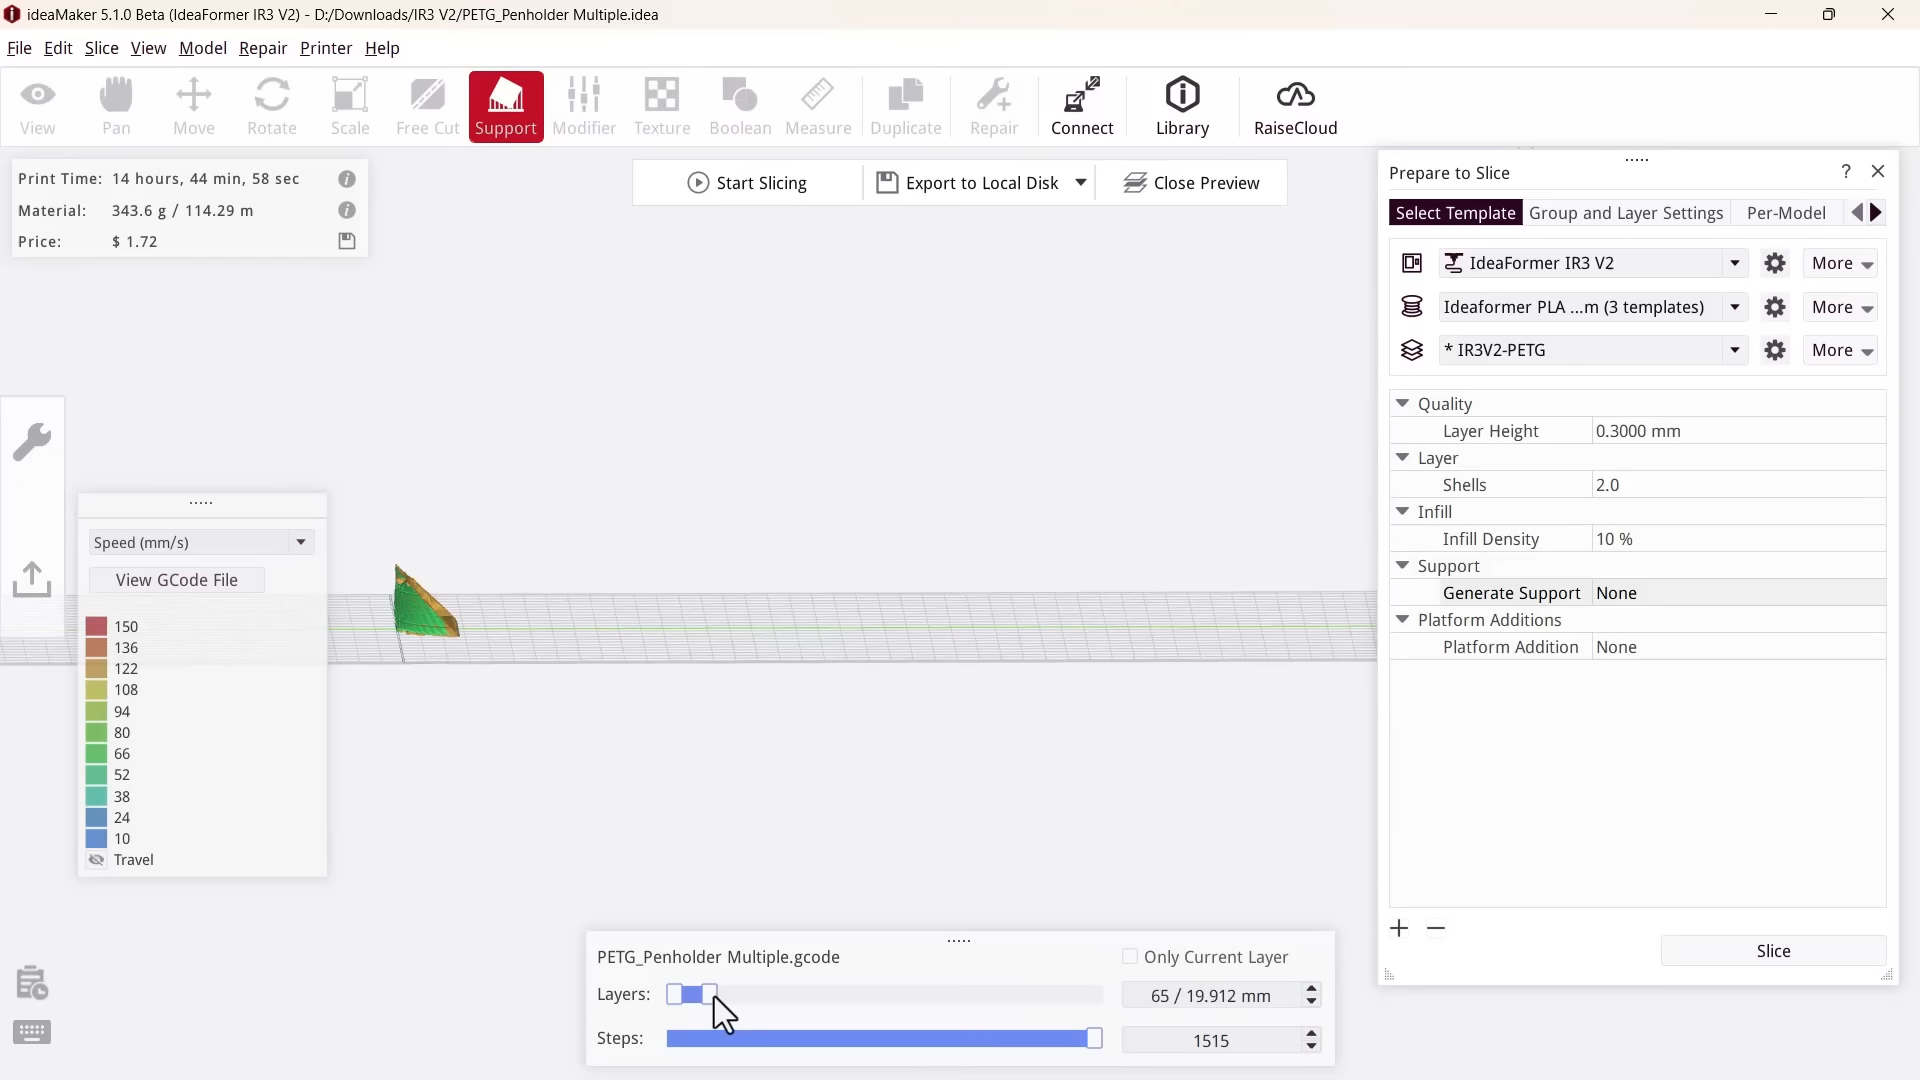 ideaMaker 5.1.0 Beta (IdeaFormer IR3 V2) - D:/Downloads/IR3 V2/PETG_Penholder Multiple.idea
File Edit Slice View Model Repair Printer Help
View Pan Move Rotate Scale Free Cut Support Modifier Texture Boolean Measure Duplicate Repair Connect Library RaiseCloud
Print Time: 14 hours, 44 min, 58 sec
Material: 343.6 g / 114.29 m
Price: $ 1.72
Start Slicing Export to Local Disk Close Preview
Prepare to Slice ?
Select Template Group and Layer Settings Per-Model
IdeaFormer IR3 V2 More
Ideaformer PLA ...m (3 templates) More
* IR3V2-PETG More
Quality
Layer Height 0.3000 mm
Layer
Shells 2.0
Infill
Infill Density 10 %
Support
Generate Support None
Platform Additions
Platform Addition None
Slice
Speed (mm/s)
View GCode File
150
136
122
108
94
80
66
52
38
24
10
Travel
PETG_Penholder Multiple.gcode Only Current Layer
Layers: 65 / 19.912 mm
Steps: 1515